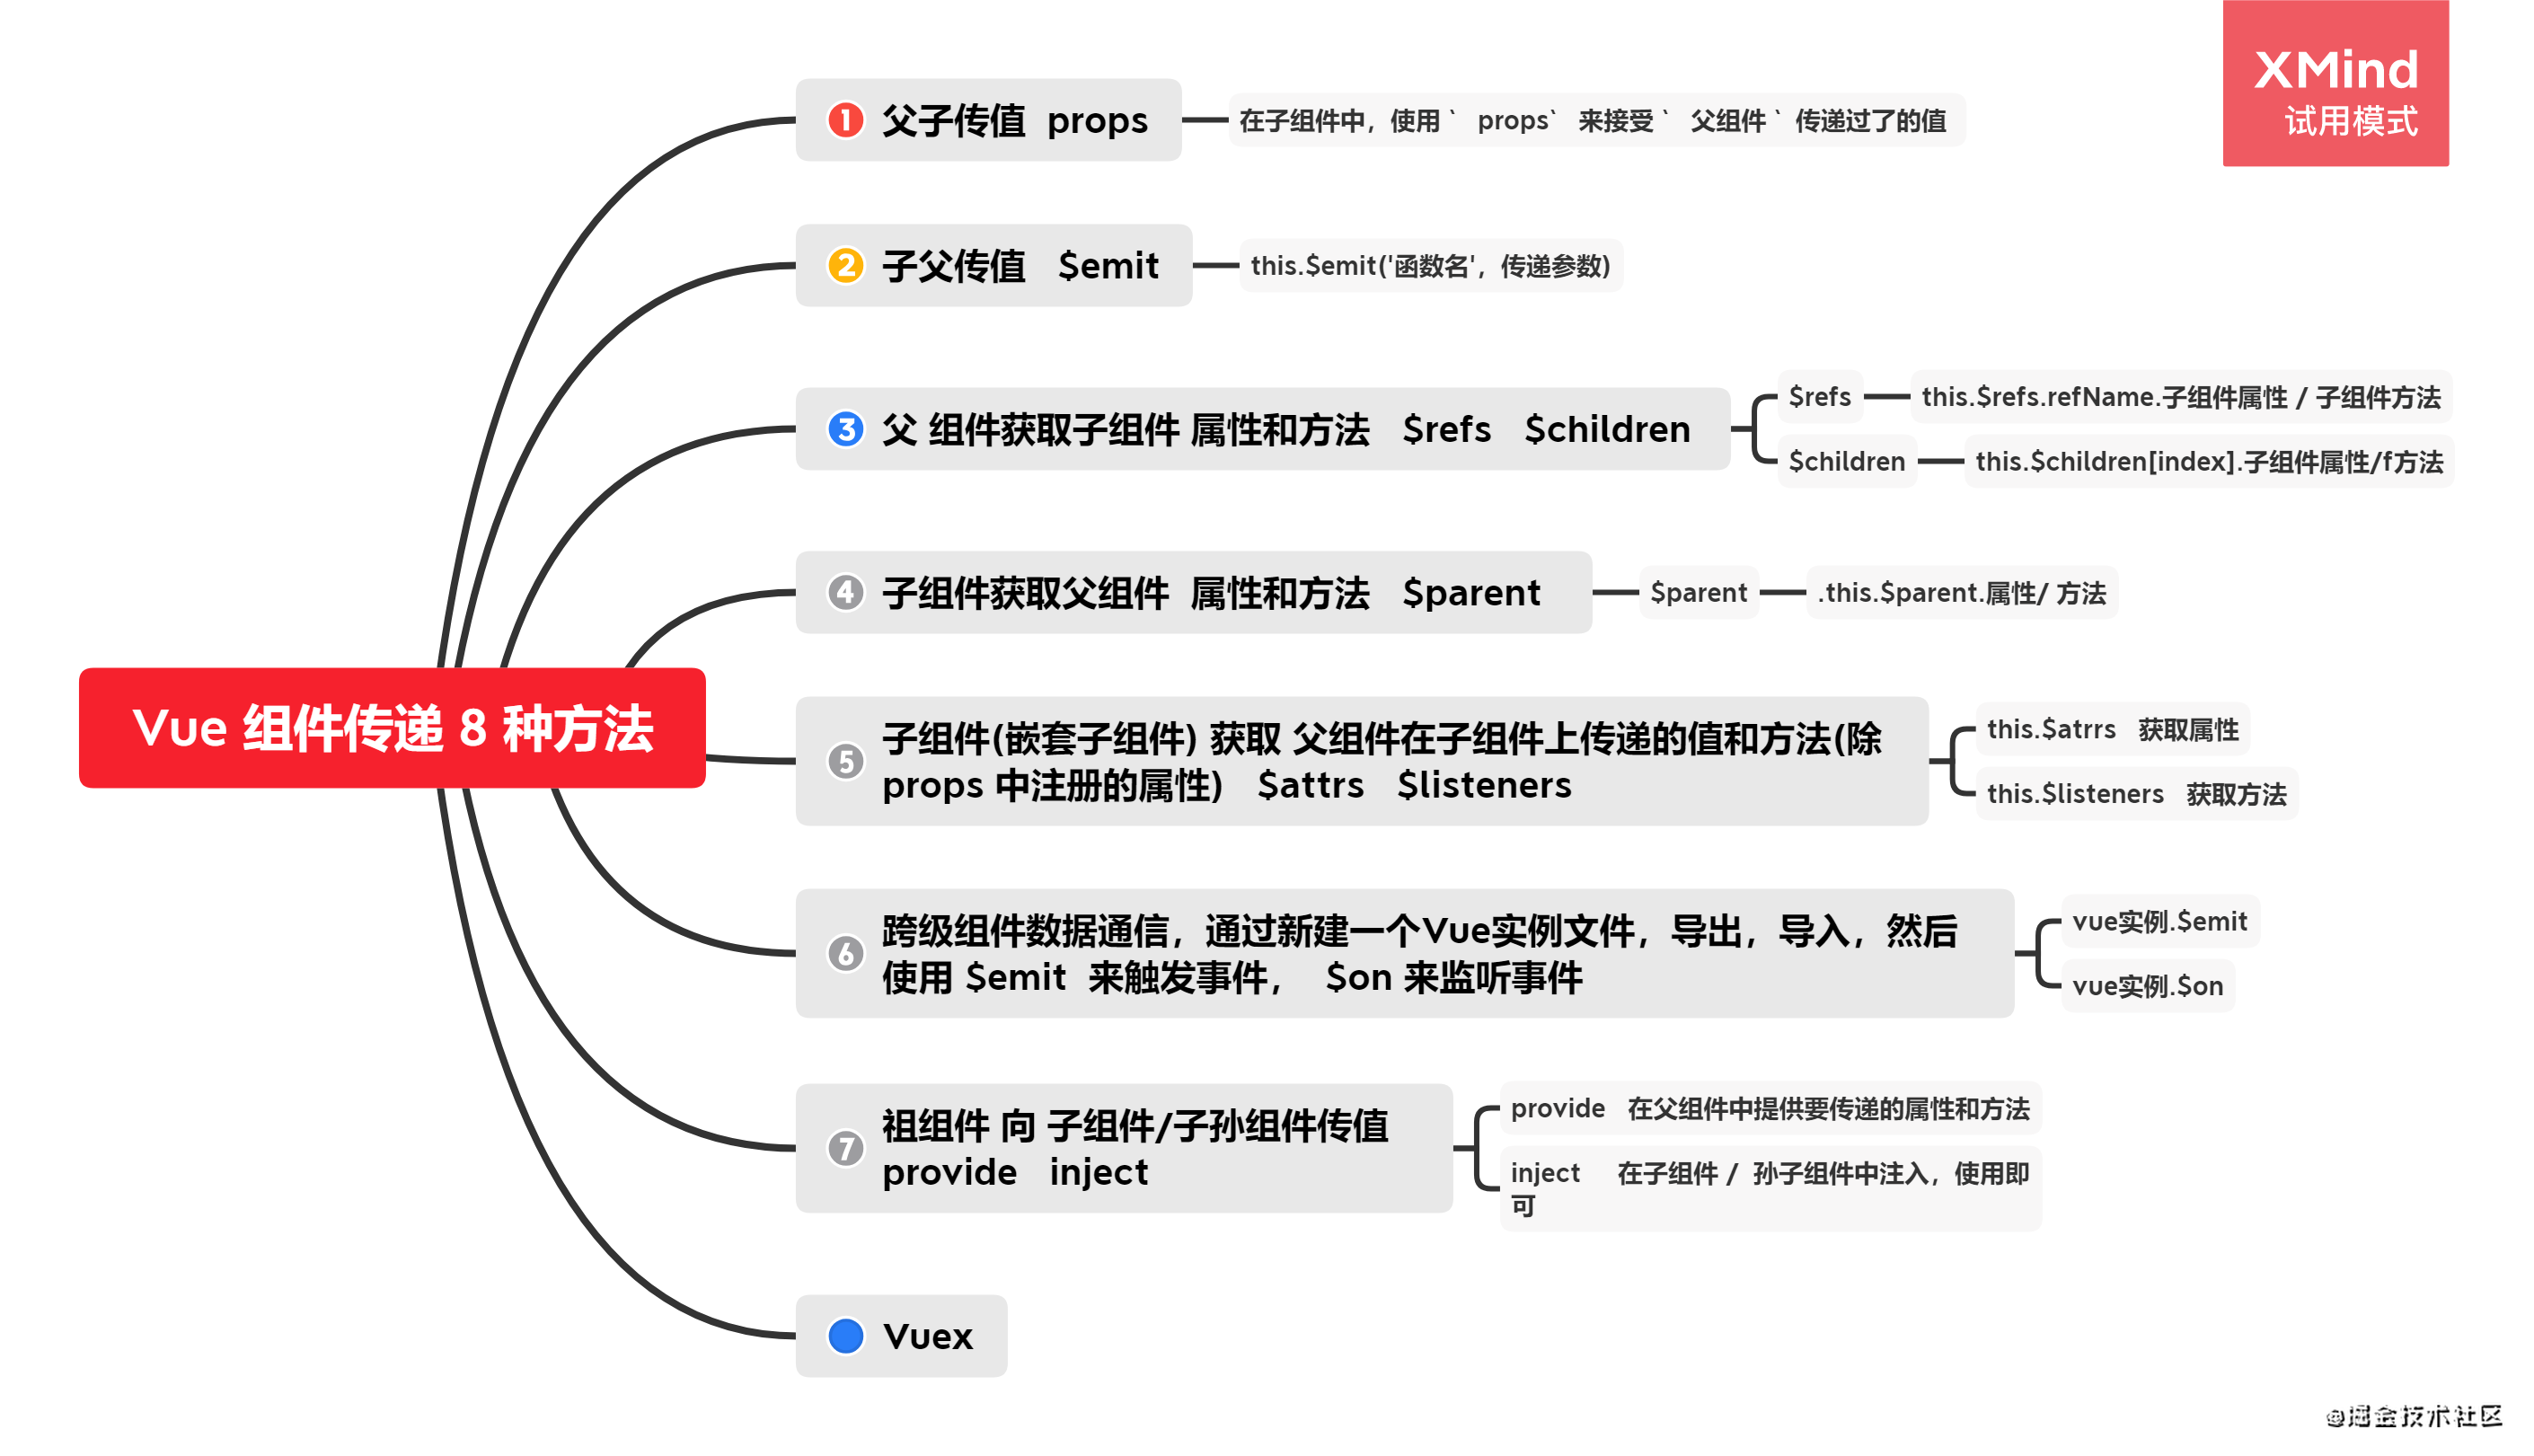 XMind
试用模式
1 父子传值 props
在子组件中，使用 ` props` 来接受 ` 父组件 ` 传递过了的值
2 子父传值 $emit
this.$emit('函数名'，传递参数)
3 父 组件获取子组件 属性和方法 $refs $children
$refs
this.$refs.refName.子组件属性 / 子组件方法
$children
this.$children[index].子组件属性/f方法
4 子组件获取父组件 属性和方法 $parent
$parent
.this.$parent.属性/ 方法
Vue 组件传递 8 种方法
5 子组件(嵌套子组件) 获取 父组件在子组件上传递的值和方法(除
props 中注册的属性) $attrs $listeners
this.$atrrs 获取属性
this.$listeners 获取方法
6 跨级组件数据通信，通过新建一个Vue实例文件，导出，导入，然后
使用 $emit 来触发事件， $on 来监听事件
vue实例.$emit
vue实例.$on
7 祖组件 向 子组件/子孙组件传值
provide inject
provide 在父组件中提供要传递的属性和方法
inject 在子组件 / 孙子组件中注入，使用即
可
Vuex
@掘金技术社区